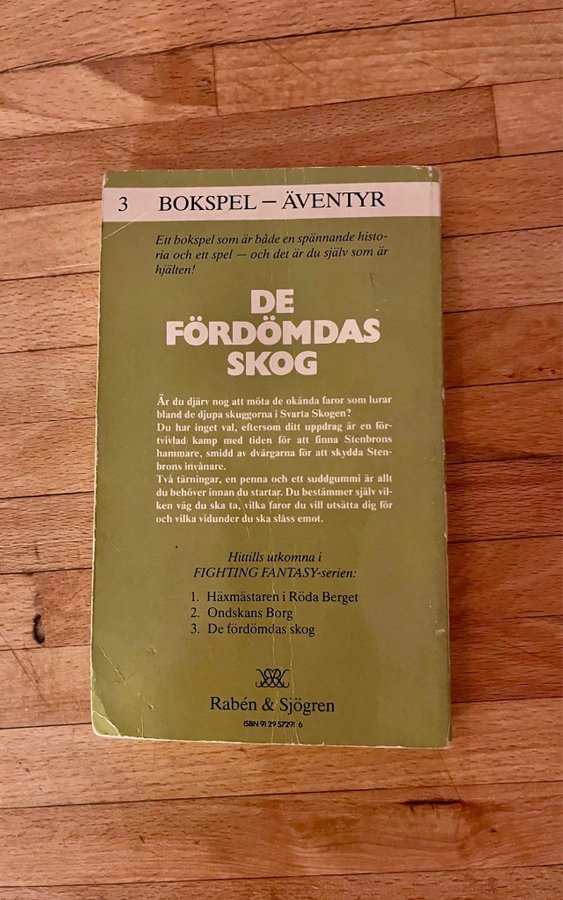 3 BOKSPEL – ÄVENTYR
Ett bokspel som är både en spännande histo-
ria och ett spel – och det är du själv som är
hjälten!
DE
FÖRDÖMDAS
SKOG
Är du djärv nog att möta de okända faror som lurar
bland de djupa skuggorna i Svarta Skogen?
Du har inget val, eftersom ditt uppdrag är en för-
tvivlad kamp med tiden för att finna Stenbrons
hammare, smidd av dvärgarna för att skydda Sten-
brons invånare.
Två tärningar, en penna och ett suddgummi är allt
du behöver innan du startar. Du bestämmer själv vil-
ken väg du ska ta, vilka faror du vill utsätta dig för
och vilka vidunder du ska slåss emot.
Hittills utkomna i
FIGHTING FANTASY-serien:
1. Häxmästaren i Röda Berget
2. Ondskans Borg
3. De fördömdas skog
Rabén & Sjögren
ISBN 91 29 57271 6